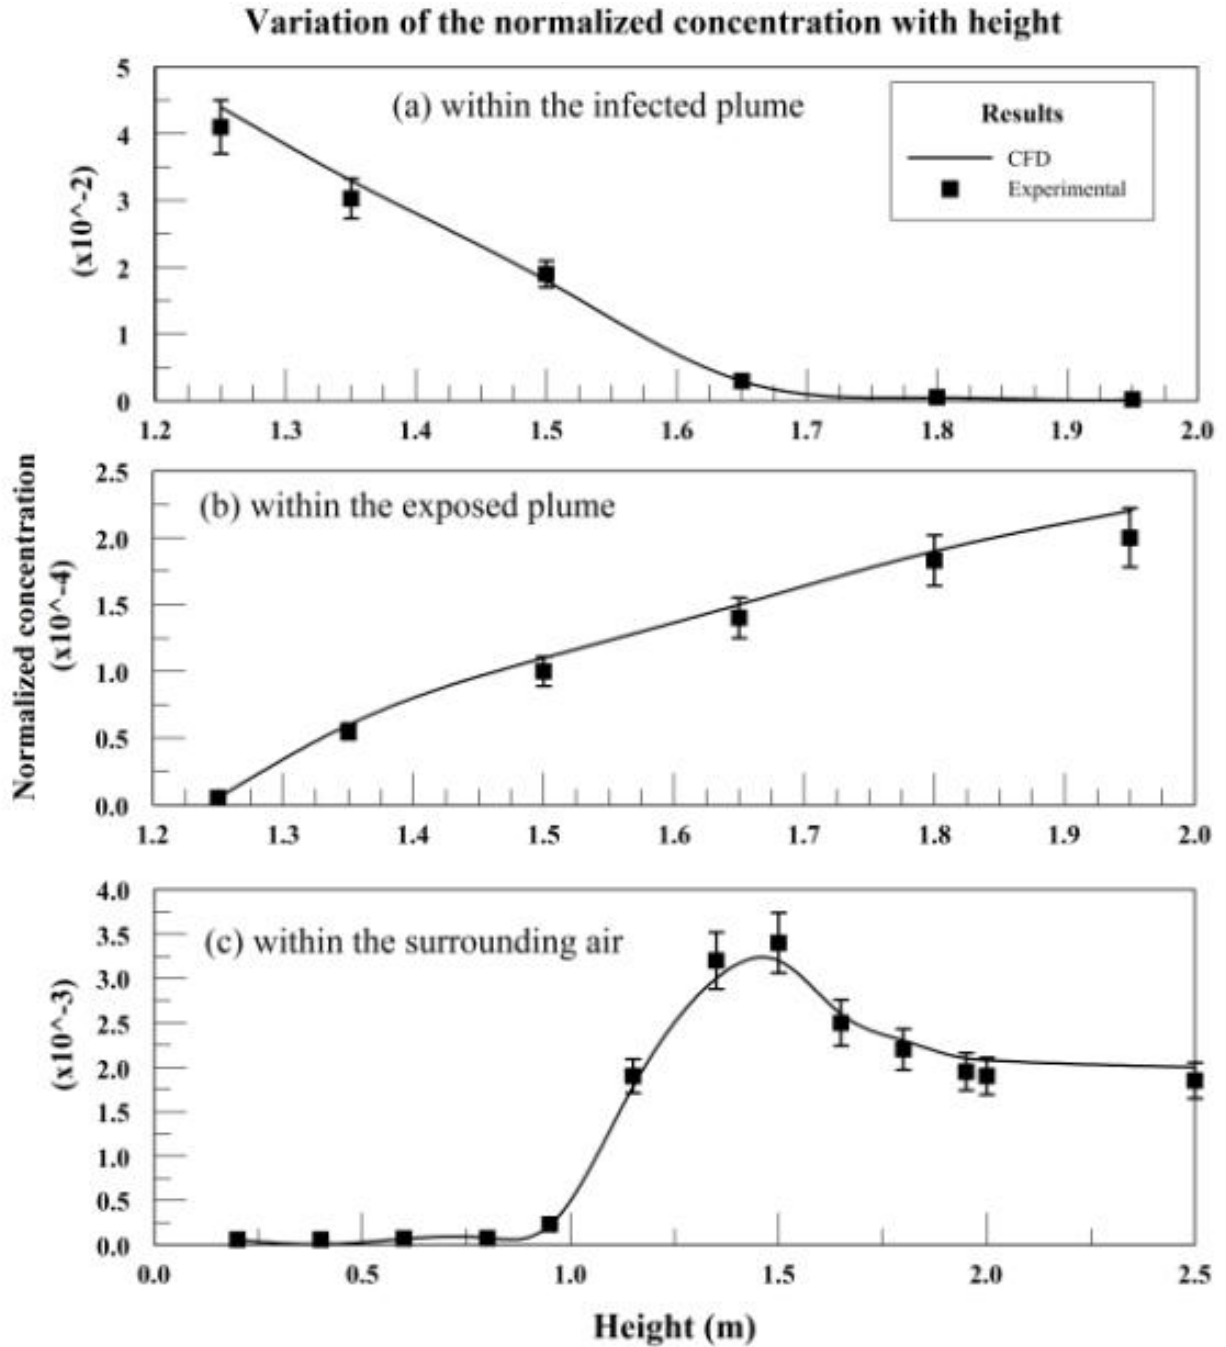 Variation of the normalized concentration with height
(a) within the infected plume
Results
CFD
Experimental
5
4
3
2
1
0
(x10^-2)
1.2 1.3 1.4 1.5 1.6 1.7 1.8 1.9 2.0
Normalized concentration
(b) within the exposed plume
2.5
2.0
1.5
1.0
0.5
0.0
(x10^-4)
1.2 1.3 1.4 1.5 1.6 1.7 1.8 1.9 2.0
(c) within the surrounding air
4.0
3.5
3.0
2.5
2.0
1.5
1.0
0.5
0.0
(x10^-3)
0.0 0.5 1.0 1.5 2.0 2.5
Height (m)